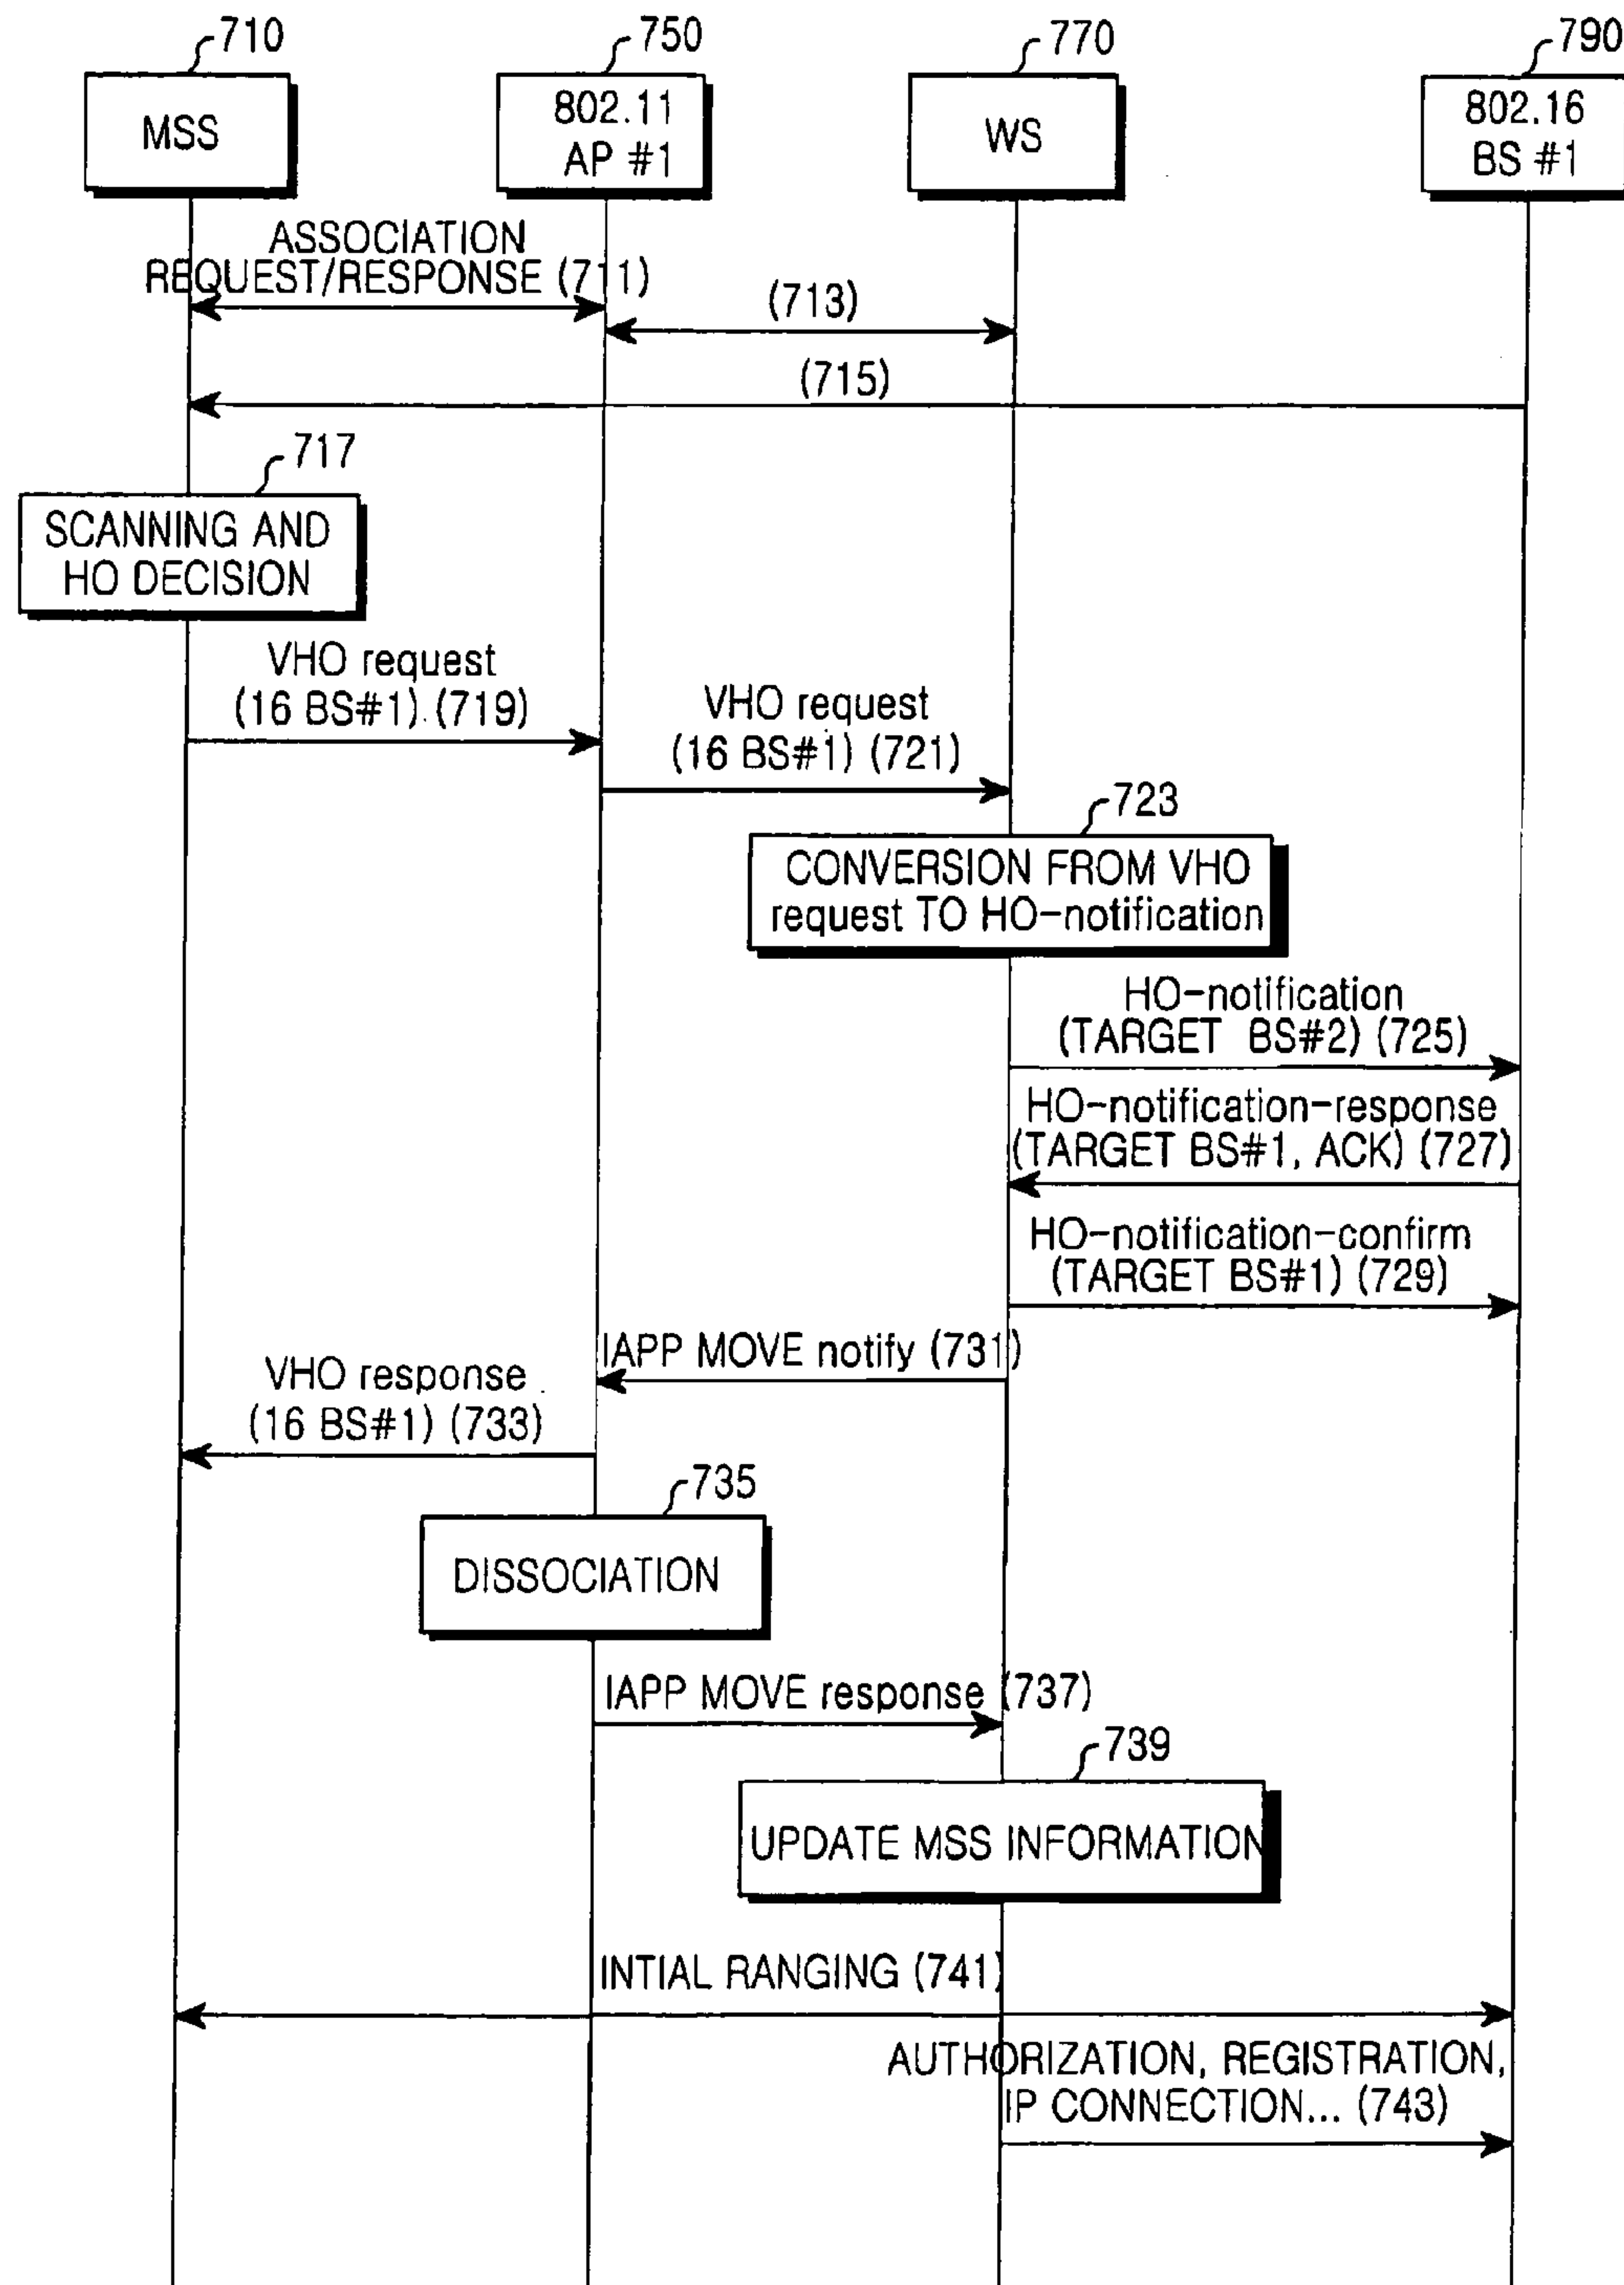 710
750
770
790
MSS
802.11
AP #1
WS
802.16
BS #1
ASSOCIATION
REQUEST/RESPONSE (711)
(713)
(715)
717
SCANNING AND
HO DECISION
VHO request
(16 BS#1) (719)
VHO request
(16 BS#1) (721)
723
CONVERSION FROM VHO
request TO HO-notification
HO-notification
(TARGET BS#2) (725)
HO-notification-response
(TARGET BS#1, ACK) (727)
HO-notification-confirm
(TARGET BS#1) (729)
IAPP MOVE notify (731)
VHO response
(16 BS#1) (733)
735
DISSOCIATION
IAPP MOVE response (737)
739
UPDATE MSS INFORMATION
INTIAL RANGING (741)
AUTHORIZATION, REGISTRATION,
IP CONNECTION... (743)